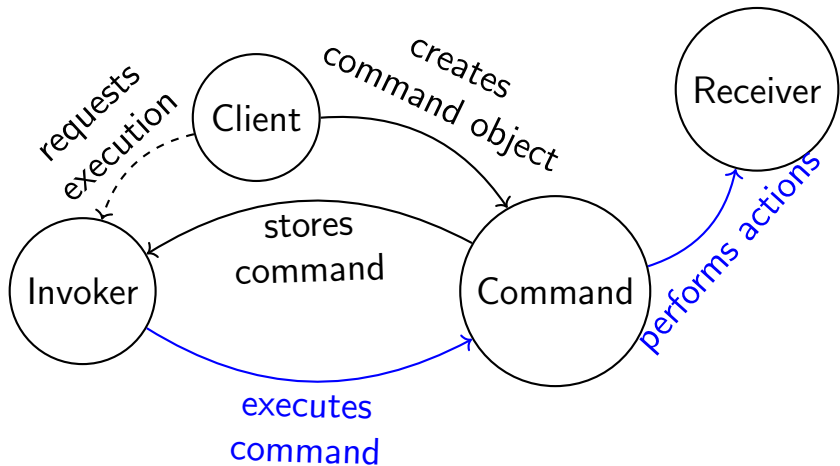 creates
command object
Receiver
requests
execution
Client
performs actions
stores
command
Invoker
Command
executes
command